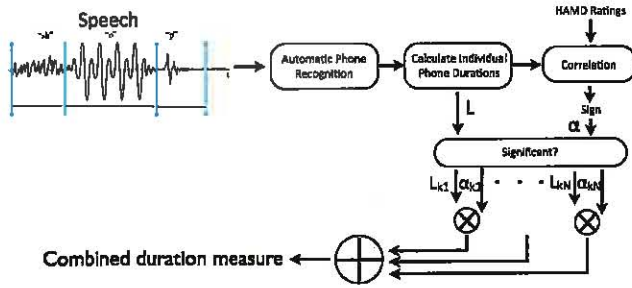 Speech
HAMD Ratings
Automatic Phone
Recognition
Calculate Individual
Phone Durations
Correlation
Sign
L
α
Significant?
Lk1 αk1 . . . . LkN αkN
Combined duration measure